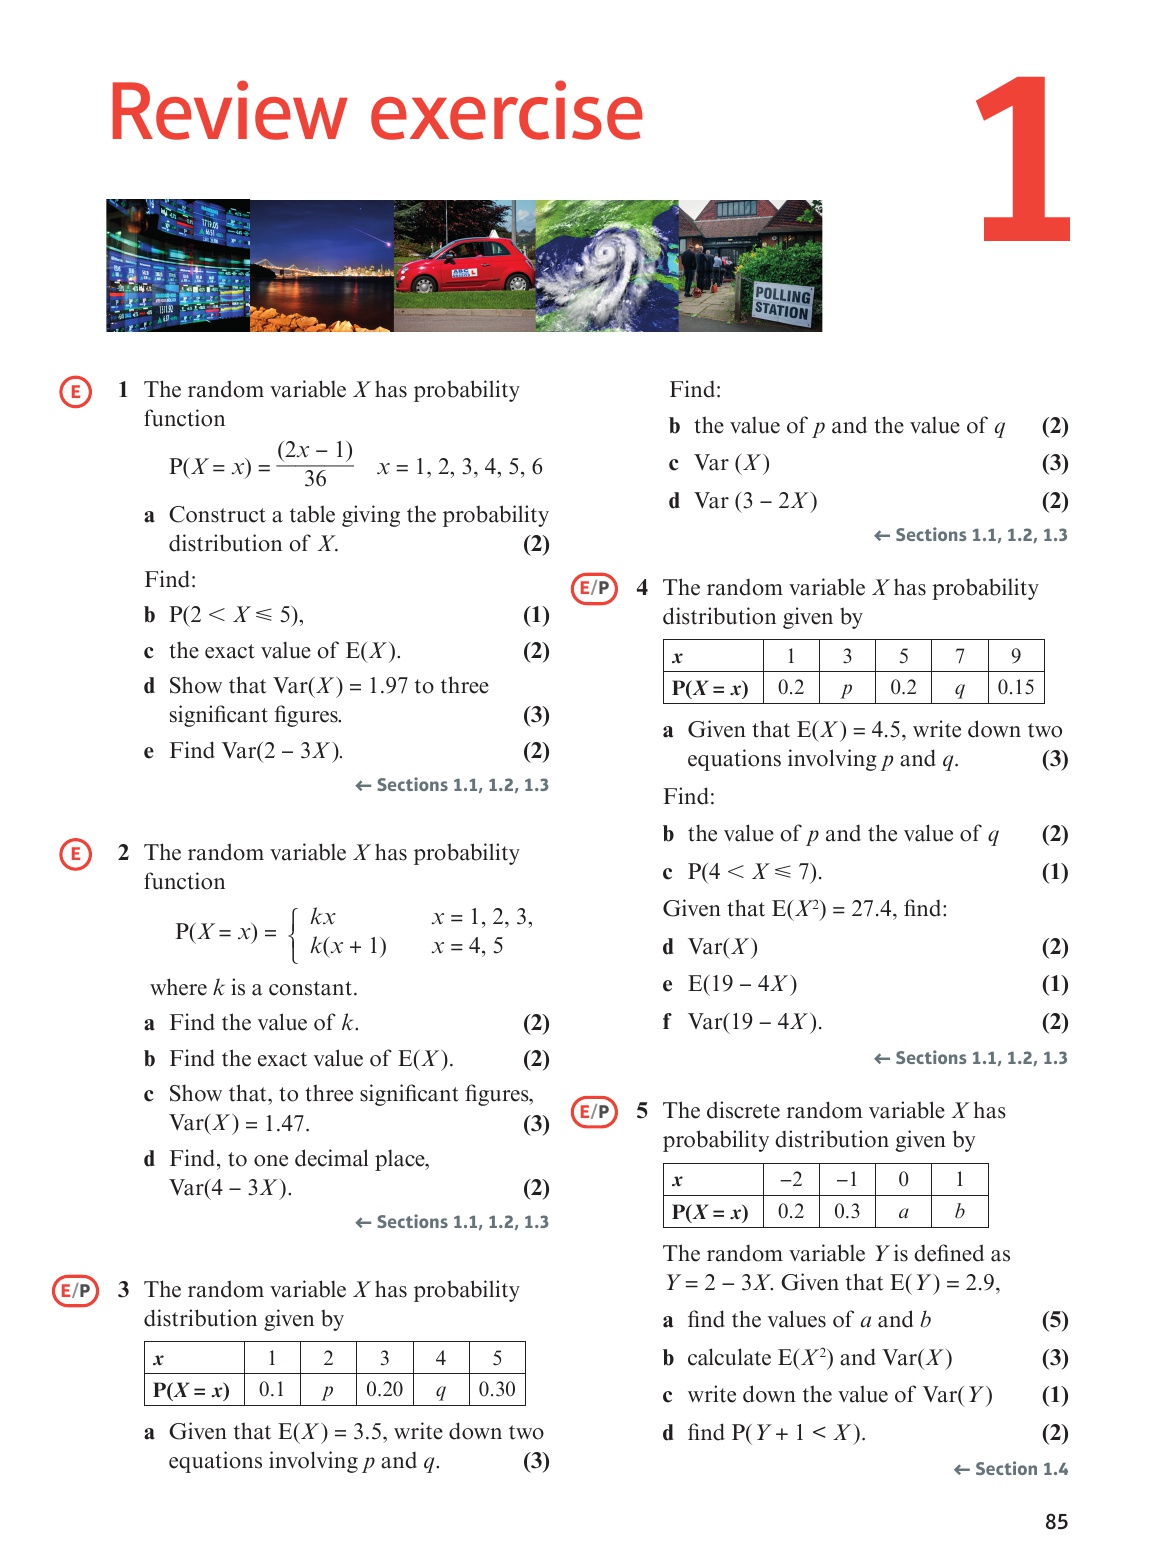 Review exercise
1
POLLING
STATION
E
1 The random variable X has probability
function
P(X = x) = (2x − 1)/36 x = 1, 2, 3, 4, 5, 6
a Construct a table giving the probability
distribution of X. (2)
Find:
b P(2 < X ⩽ 5), (1)
c the exact value of E(X). (2)
d Show that Var(X) = 1.97 to three
significant figures. (3)
e Find Var(2 − 3X). (2)
← Sections 1.1, 1.2, 1.3
E
2 The random variable X has probability
function
P(X = x) = { kx x = 1, 2, 3,
k(x + 1) x = 4, 5
where k is a constant.
a Find the value of k. (2)
b Find the exact value of E(X). (2)
c Show that, to three significant figures,
Var(X) = 1.47. (3)
d Find, to one decimal place,
Var(4 − 3X). (2)
← Sections 1.1, 1.2, 1.3
E/P
3 The random variable X has probability
distribution given by
x 1 2 3 4 5
P(X = x) 0.1 p 0.20 q 0.30
a Given that E(X) = 3.5, write down two
equations involving p and q. (3)
Find:
b the value of p and the value of q (2)
c Var (X) (3)
d Var (3 − 2X) (2)
← Sections 1.1, 1.2, 1.3
E/P
4 The random variable X has probability
distribution given by
x 1 3 5 7 9
P(X = x) 0.2 p 0.2 q 0.15
a Given that E(X) = 4.5, write down two
equations involving p and q. (3)
Find:
b the value of p and the value of q (2)
c P(4 < X ⩽ 7). (1)
Given that E(X²) = 27.4, find:
d Var(X) (2)
e E(19 − 4X) (1)
f Var(19 − 4X). (2)
← Sections 1.1, 1.2, 1.3
E/P
5 The discrete random variable X has
probability distribution given by
x −2 −1 0 1
P(X = x) 0.2 0.3 a b
The random variable Y is defined as
Y = 2 − 3X. Given that E(Y) = 2.9,
a find the values of a and b (5)
b calculate E(X²) and Var(X) (3)
c write down the value of Var(Y) (1)
d find P(Y + 1 < X). (2)
← Section 1.4
85